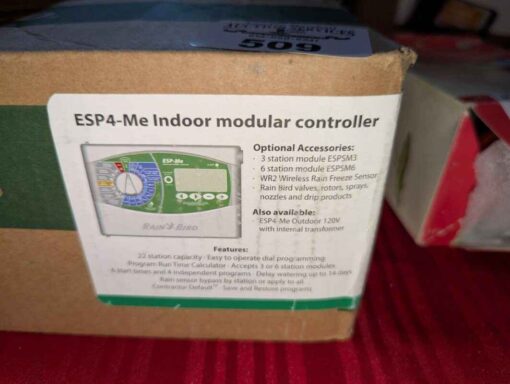 509
ESP4-Me Indoor modular controller
ESP-Me
RAIN BIRD
Optional Accessories:
· 3 station module ESPSM3
· 6 station module ESPSM6
· WR2 Wireless Rain Freeze Sensor
· Rain Bird valves, rotors, sprays,
nozzles and drip products
Also available:
· ESP4-Me Outdoor 120V
with internal transformer
Features:
22 station capacity · Easy to operate dial programming
Program Run Time Calculator · Accepts 3 or 6 station modules
6 start times and 4 independent programs · Delay watering up to 14 days
Rain sensor bypass by station or apply to all
Contractor Default™ · Save and Restore programs